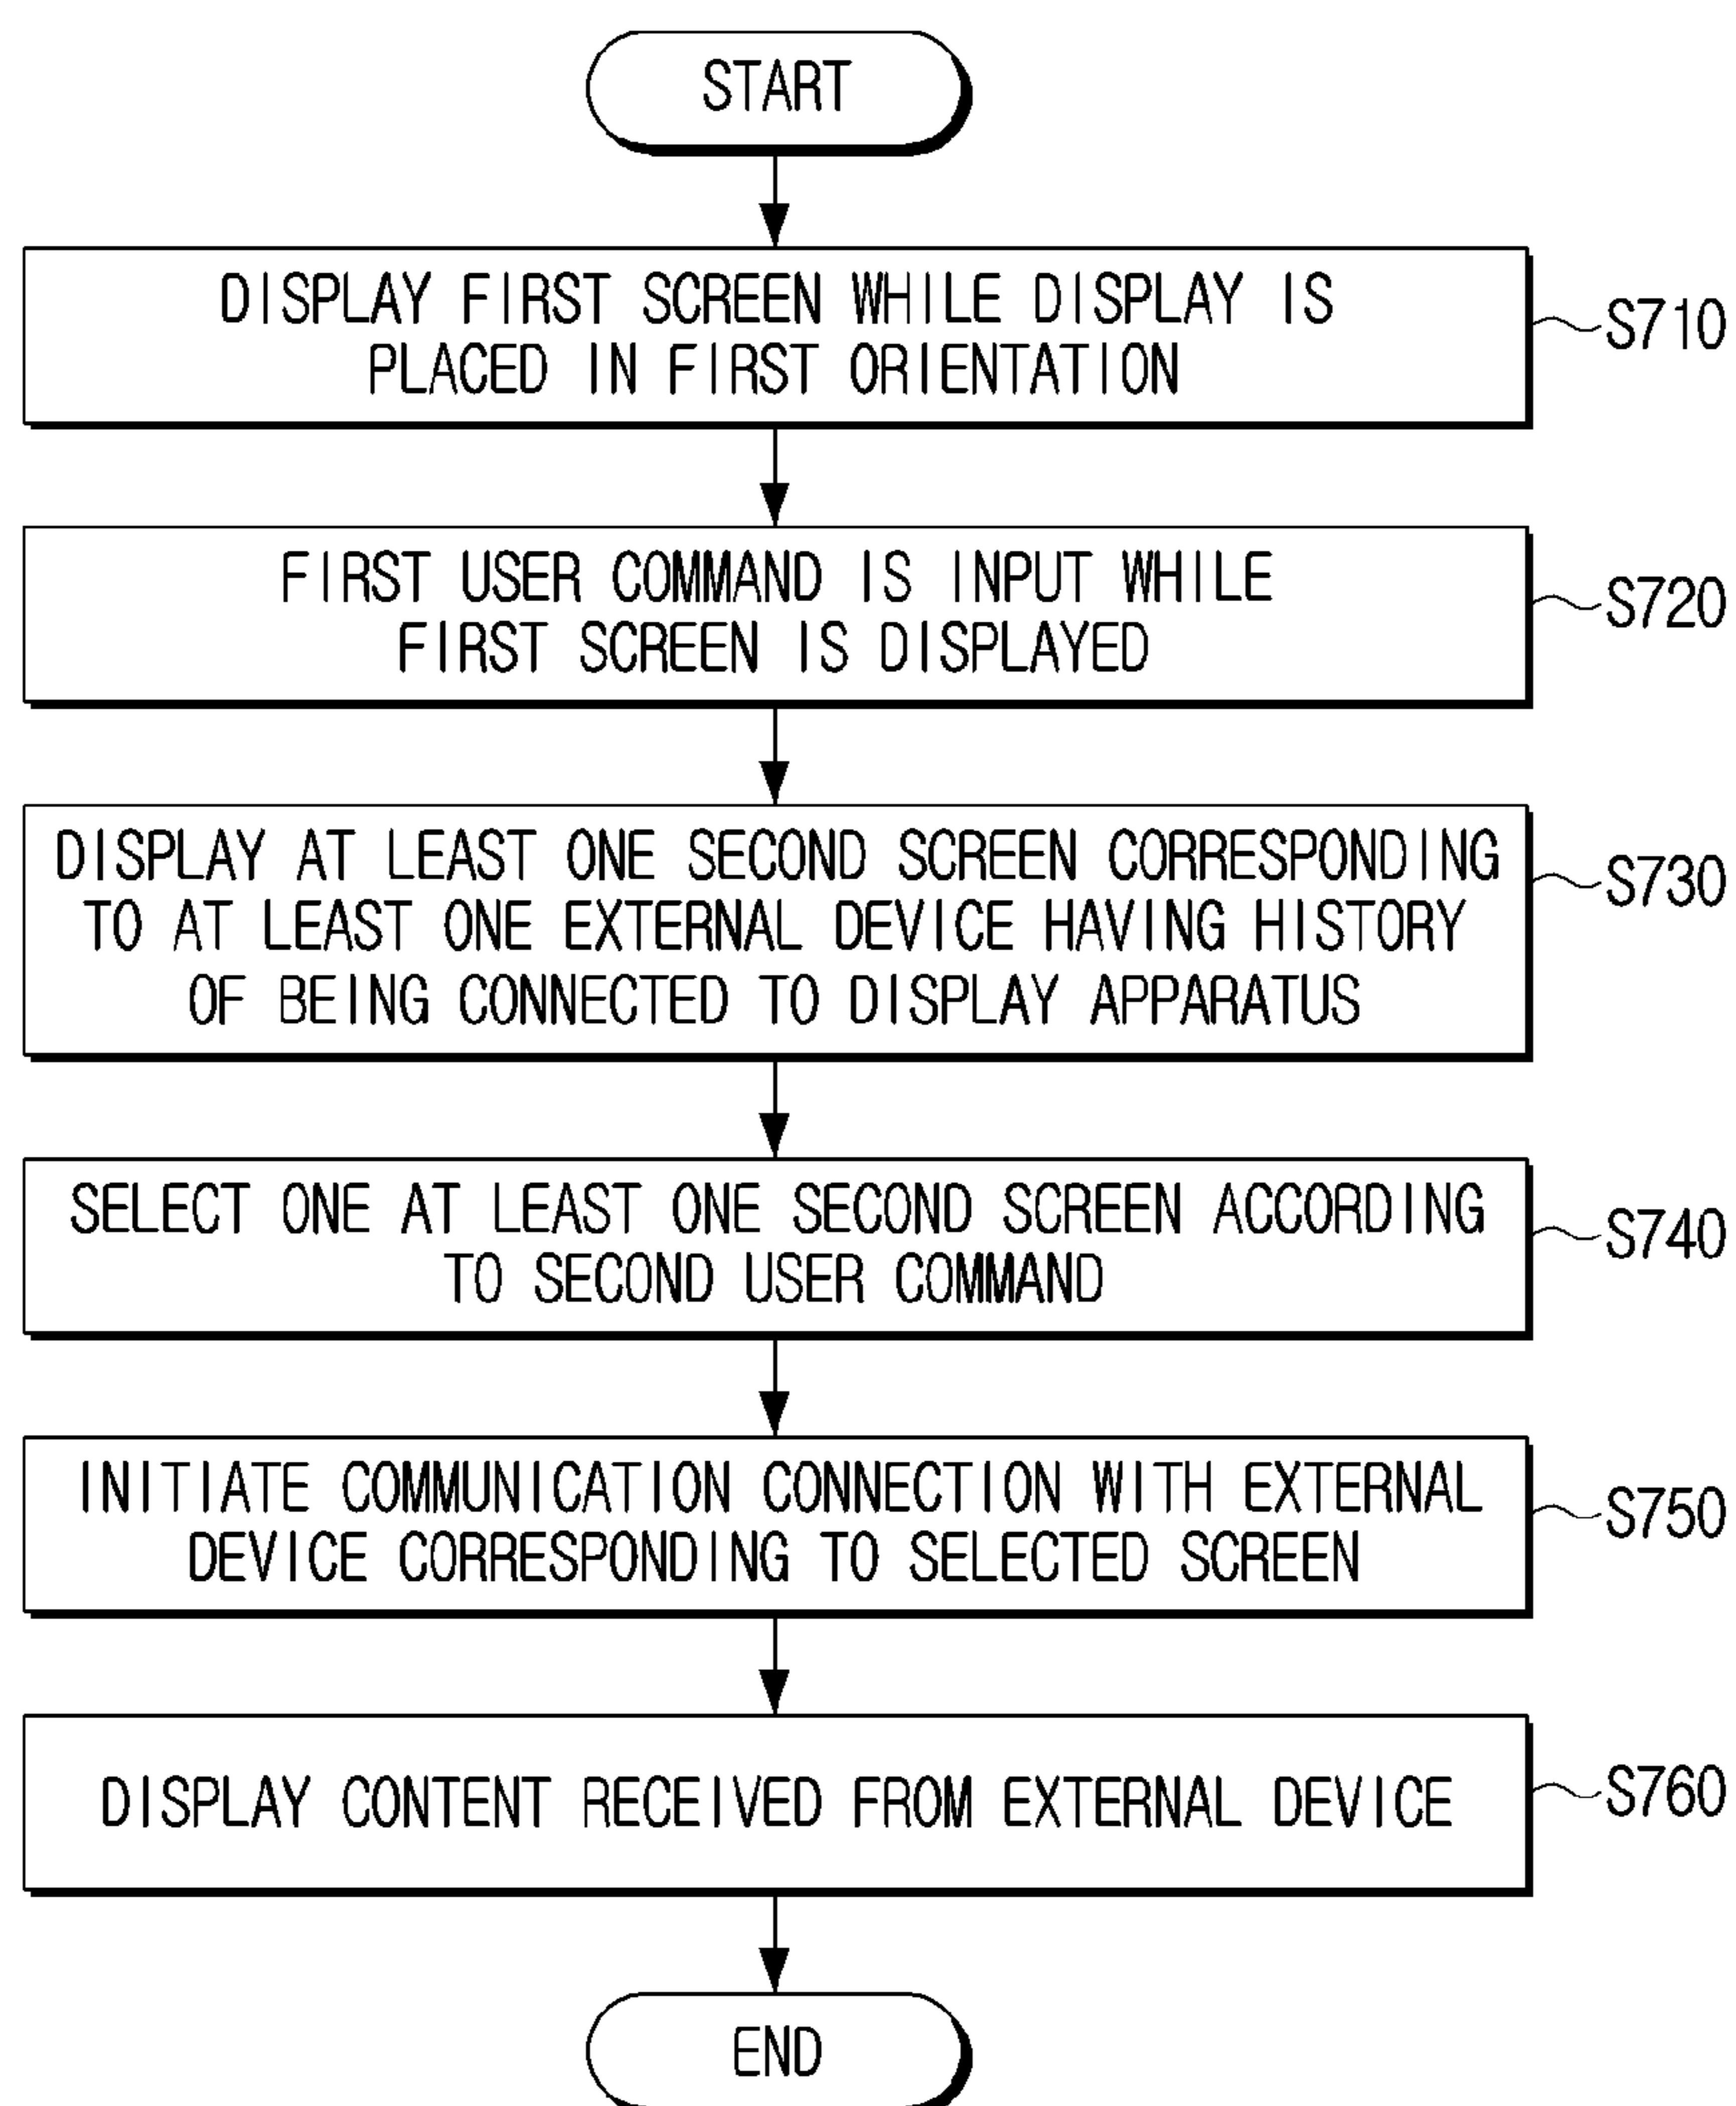 START
DISPLAY FIRST SCREEN WHILE DISPLAY IS
PLACED IN FIRST ORIENTATION
S710
FIRST USER COMMAND IS INPUT WHILE
FIRST SCREEN IS DISPLAYED
S720
DISPLAY AT LEAST ONE SECOND SCREEN CORRESPONDING
TO AT LEAST ONE EXTERNAL DEVICE HAVING HISTORY
OF BEING CONNECTED TO DISPLAY APPARATUS
S730
SELECT ONE AT LEAST ONE SECOND SCREEN ACCORDING
TO SECOND USER COMMAND
S740
INITIATE COMMUNICATION CONNECTION WITH EXTERNAL
DEVICE CORRESPONDING TO SELECTED SCREEN
S750
DISPLAY CONTENT RECEIVED FROM EXTERNAL DEVICE
S760
END